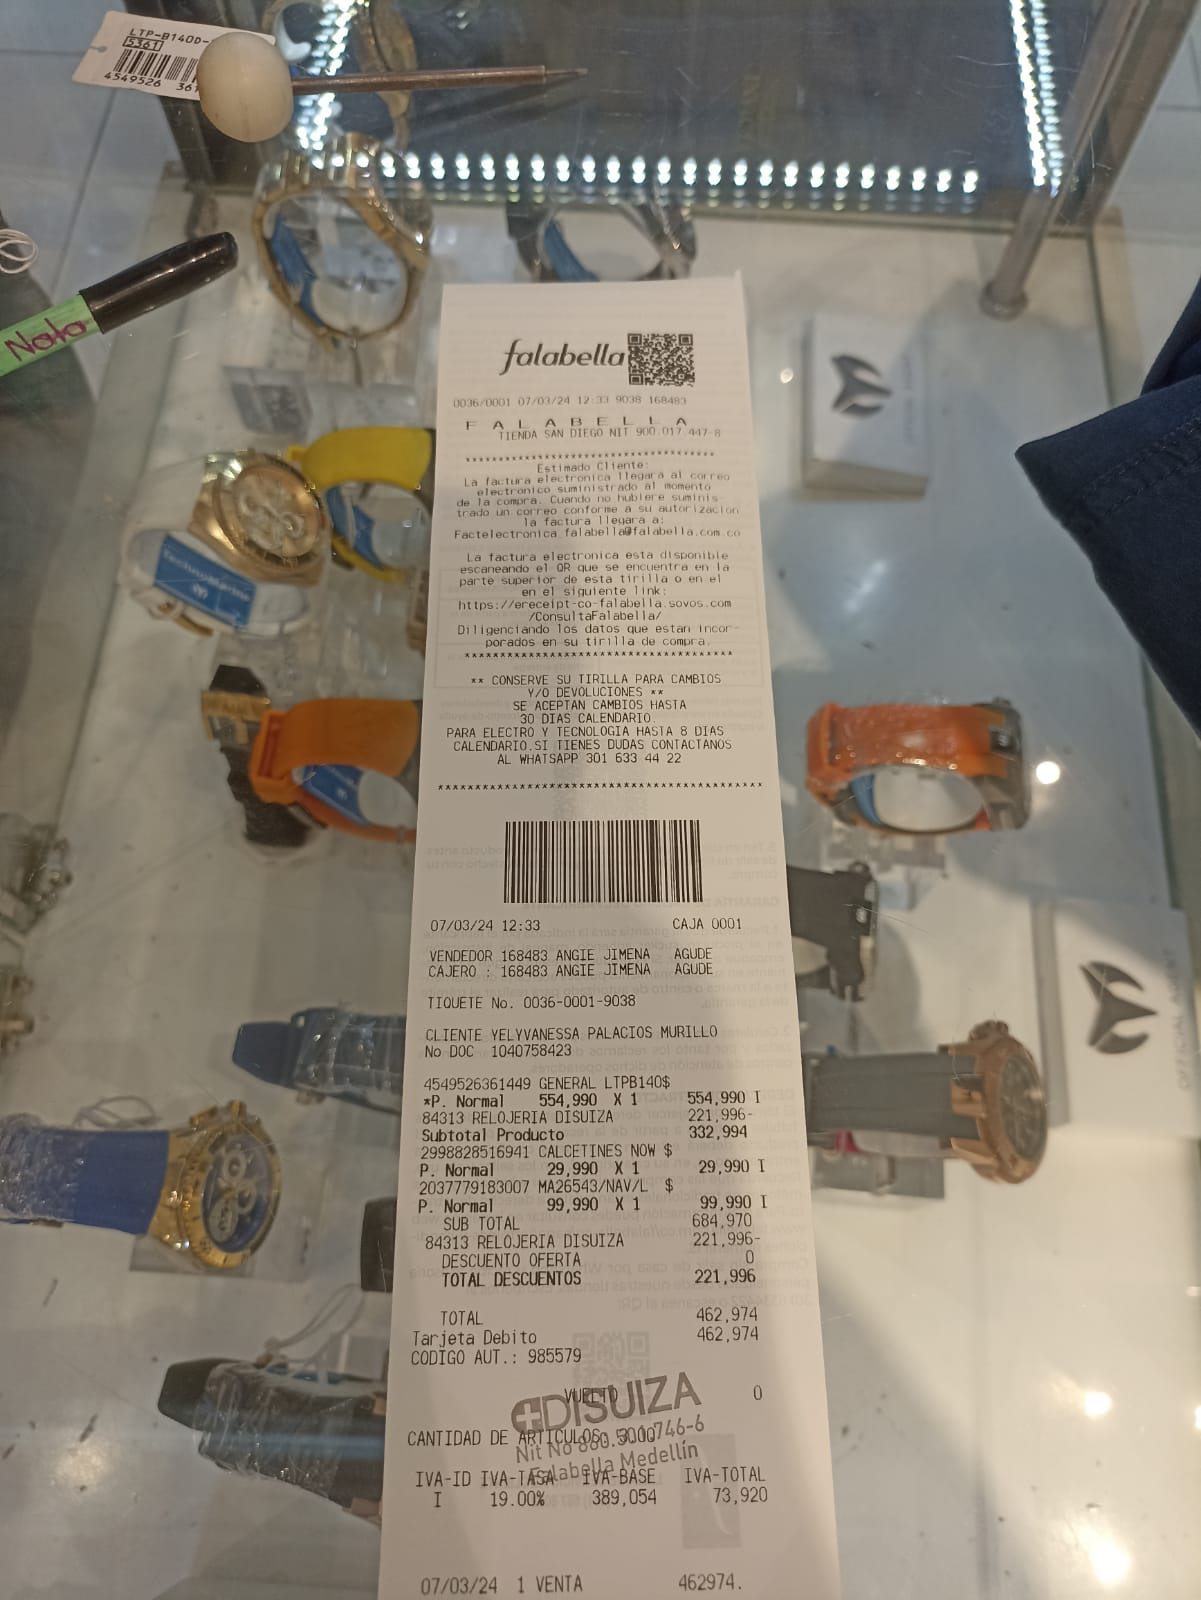 LTP-B140D-
5361
4549526 361
Nata
TechnoMarine
falabella
0036/0001 07/03/24 12:33 9038 168483
F A L A B E L L A
TIENDA SAN DIEGO NIT 900.017.447-8
****************************************
Estimado Cliente:
La factura electronica llegara al correo
electronico suministrado al momento
de la compra. Cuando no hubiere suminis-
trado un correo conforme a su autorizacion
la factura llegara a:
Factelectronica_falabella@falabella.com.co
La factura electronica esta disponible
escaneando el QR que se encuentra en la
parte superior de esta tirilla o en el
en el siguiente link:
https://ereceipt-co-falabella.sovos.com
/ConsultaFalabella/
Diligenciando los datos que estan incor-
porados en su tirilla de compra.
****************************************
** CONSERVE SU TIRILLA PARA CAMBIOS
Y/O DEVOLUCIONES **
SE ACEPTAN CAMBIOS HASTA
30 DIAS CALENDARIO.
PARA ELECTRO Y TECNOLOGIA HASTA 8 DIAS
CALENDARIO.SI TIENES DUDAS CONTACTANOS
AL WHATSAPP 301 633 44 22
****************************************
07/03/24 12:33 CAJA 0001
VENDEDOR 168483 ANGIE JIMENA AGUDE
CAJERO : 168483 ANGIE JIMENA AGUDE
TIQUETE No. 0036-0001-9038
CLIENTE YELYVANESSA PALACIOS MURILLO
No DOC 1040758423
4549526361449 GENERAL LTPB140$
*P. Normal 554,990 X 1 554,990 I
84313 RELOJERIA DISUIZA 221,996-
Subtotal Producto 332,994
2998828516941 CALCETINES NOW $
P. Normal 29,990 X 1 29,990 I
2037779183007 MA26543/NAV/L $
P. Normal 99,990 X 1 99,990 I
SUB TOTAL 684,970
84313 RELOJERIA DISUIZA 221,996-
DESCUENTO OFERTA 0
TOTAL DESCUENTOS 221,996
TOTAL 462,974
Tarjeta Debito 462,974
CODIGO AUT.: 985579
VUELTO 0
DISUIZA
CANTIDAD DE ARTICULOS:
Nit No 860.500.746-6
Falabella Medellín
IVA-ID IVA-TASA IVA-BASE IVA-TOTAL
I 19.00% 389,054 73,920
07/03/24 1 VENTA 462974.